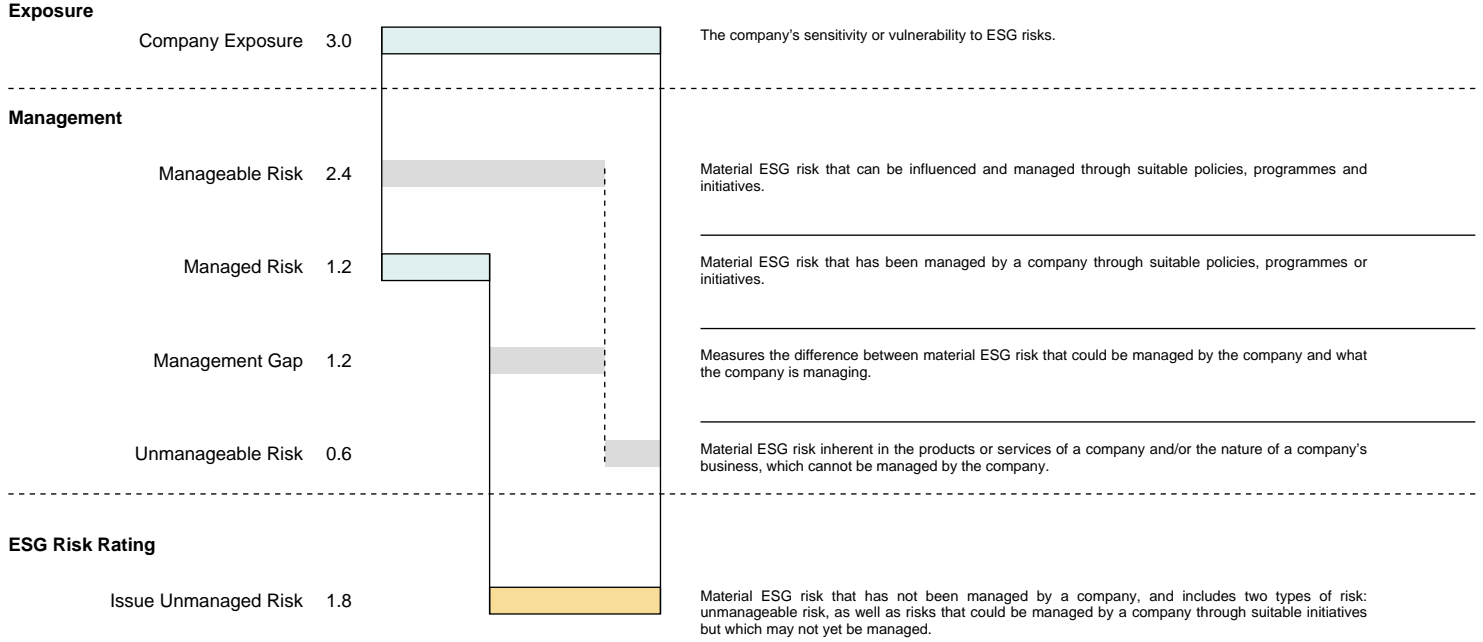 Exposure
Company Exposure 3.0
The company’s sensitivity or vulnerability to ESG risks.
Management
Manageable Risk 2.4
Material ESG risk that can be influenced and managed through suitable policies, programmes and
initiatives.
Managed Risk 1.2
Material ESG risk that has been managed by a company through suitable policies, programmes or
initiatives.
Management Gap 1.2
Measures the difference between material ESG risk that could be managed by the company and what
the company is managing.
Unmanageable Risk 0.6
Material ESG risk inherent in the products or services of a company and/or the nature of a company’s
business, which cannot be managed by the company.
ESG Risk Rating
Issue Unmanaged Risk 1.8
Material ESG risk that has not been managed by a company, and includes two types of risk:
unmanageable risk, as well as risks that could be managed by a company through suitable initiatives
but which may not yet be managed.